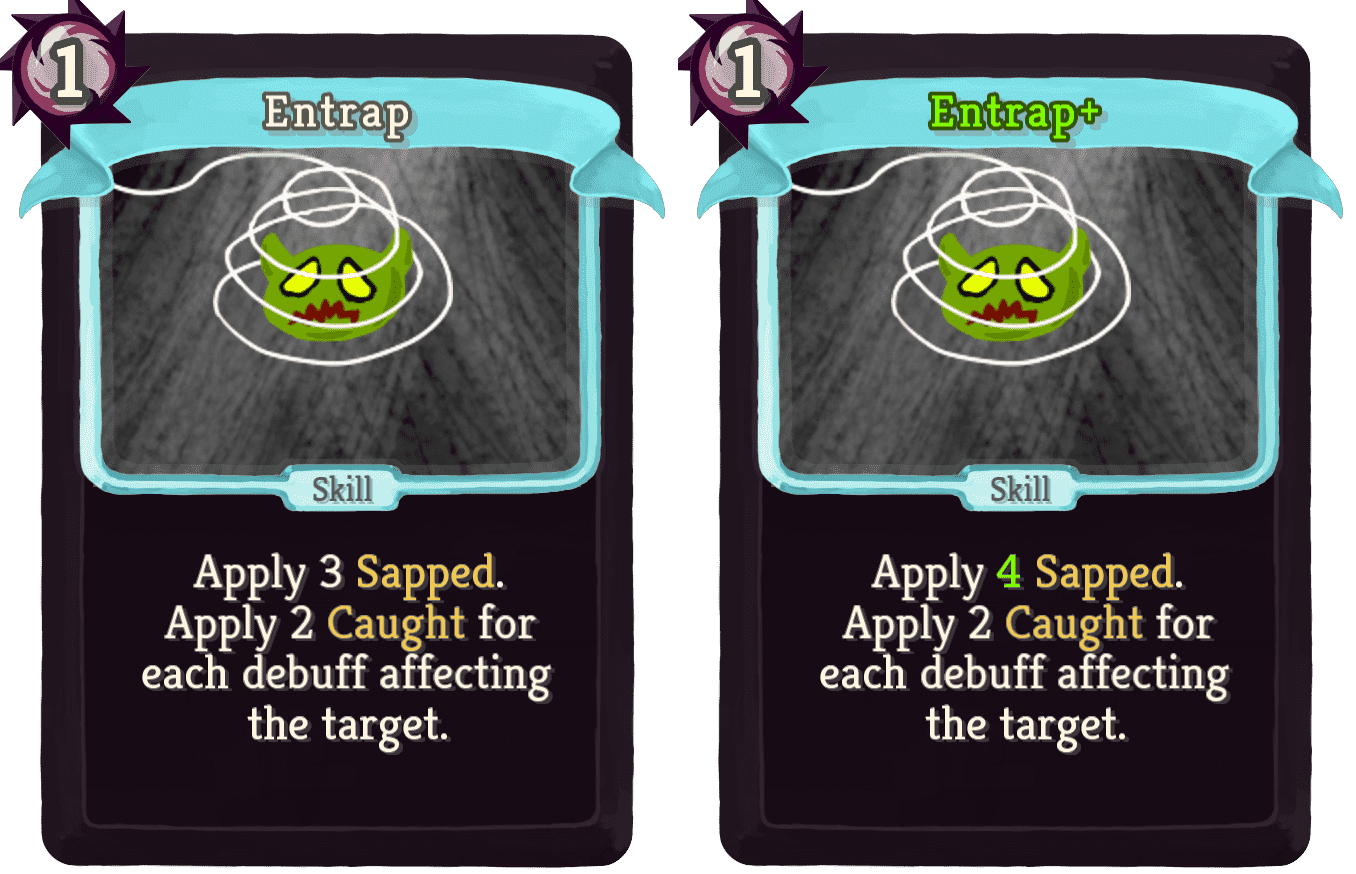 1
Entrap
Skill
Apply 3 Sapped.
Apply 2 Caught for
each debuff affecting
the target.
1
Entrap+
Skill
Apply 4 Sapped.
Apply 2 Caught for
each debuff affecting
the target.